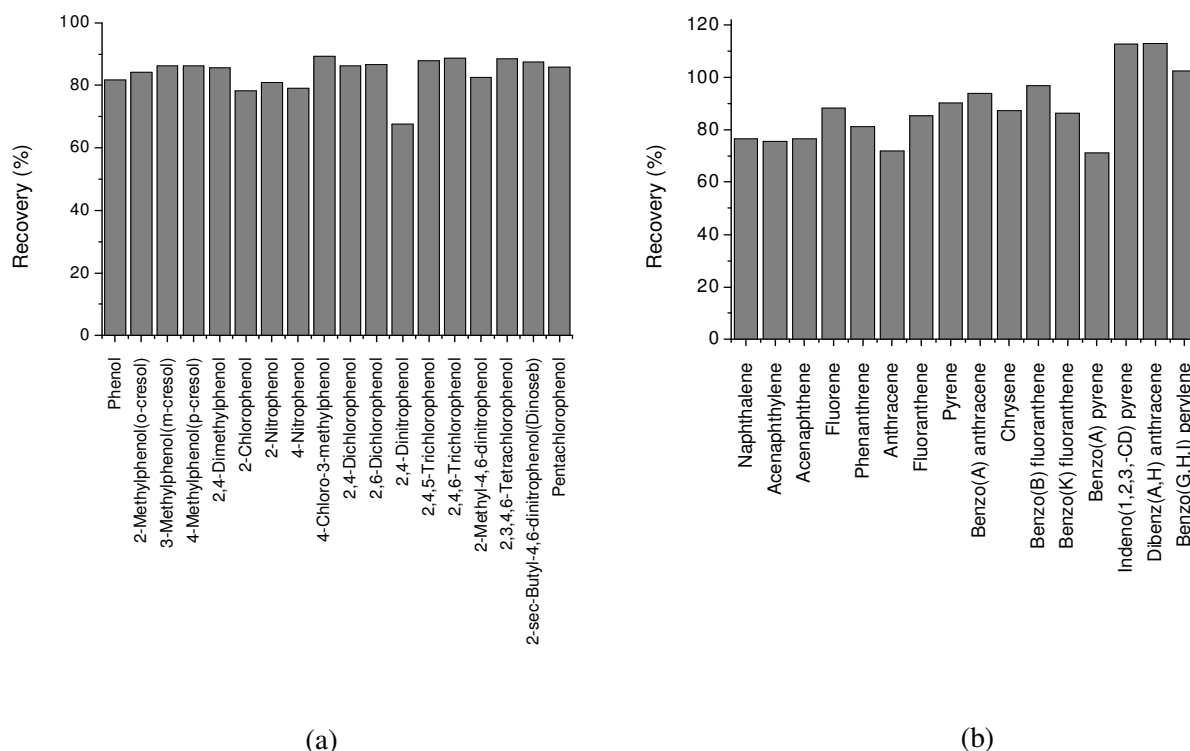 100
80
60
40
20
0
Recovery (%)
Phenol
2-Methylphenol(o-cresol)
3-Methylphenol(m-cresol)
4-Methylphenol(p-cresol)
2,4-Dimethylphenol
2-Chlorophenol
2-Nitrophenol
4-Nitrophenol
4-Chloro-3-methylphenol
2,4-Dichlorophenol
2,6-Dichlorophenol
2,4-Dinitrophenol
2,4,5-Trichlorophenol
2,4,6-Trichlorophenol
2-Methyl-4,6-dinitrophenol
2,3,4,6-Tetrachlorophenol
2-sec-Butyl-4,6-dinitrophenol(Dinoseb)
Pentachlorophenol
(a)
120
100
80
60
40
20
0
Recovery (%)
Naphthalene
Acenaphthylene
Acenaphthene
Fluorene
Phenanthrene
Anthracene
Fluoranthene
Pyrene
Benzo(A) anthracene
Chrysene
Benzo(B) fluoranthene
Benzo(K) fluoranthene
Benzo(A) pyrene
Indeno(1,2,3,-CD) pyrene
Dibenz(A,H) anthracene
Benzo(G,H,I) perylene
(b)